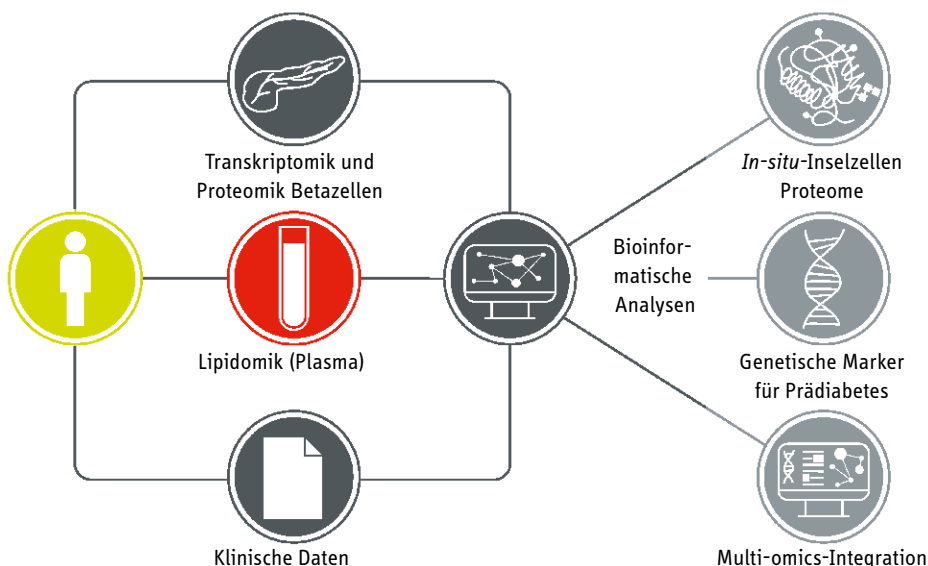 Transkriptomik und
Proteomik Betazellen
In-situ-Inselzellen
Proteome
Bioinfor-
matische
Analysen
Lipidomik (Plasma)
Genetische Marker
für Prädiabetes
Klinische Daten
Multi-omics-Integration